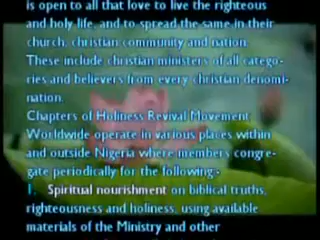 is open to all that love to live the righteous
and holy life, and to spread the same in their
church, christian community and nation.
These include christian ministers of all catego-
ries and believers from every christian denomi-
nation.
Chapters of Holiness Revival Movement
Worldwide operate in various places within
and outside Nigeria where members congre-
gate periodically for the following:-
1. Spiritual nourishment on biblical truths,
righteousness and holiness, using available
materials of the Ministry and other